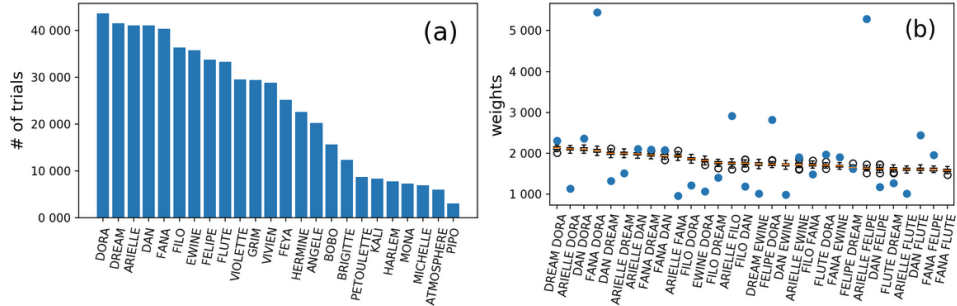 (a)
# of trials
40 000
30 000
20 000
10 000
0 000
DORA
DREAM
ARIELLE
DAN
FANA
FILO
EWINE
FELIPE
FLUTE
VIOLETTE
GRIM
VIVIEN
FEYA
HERMINE
ANGELE
BOBO
BRIGITTE
PETOULETTE
KALI
HARLEM
MONA
MICHELLE
ATMOSPHERE
PIPO
(b)
weights
5 000
4 000
3 000
2 000
1 000
DREAM DORA
ARIELLE DORA
DAN DORA
FANA DORA
DAN DREAM
ARIELLE DREAM
ARIELLE DAN
FANA DREAM
FANA DAN
ARIELLE FANA
FILO DORA
EWINE DORA
FILO DREAM
ARIELLE FILO
FILO DAN
DREAM EWINE
FELIPE DORA
DAN EWINE
ARIELLE EWINE
FILO FANA
FLUTE DORA
FANA EWINE
FELIPE DREAM
ARIELLE FELIPE
DAN FELIPE
FLUTE DREAM
ARIELLE FLUTE
DAN FLUTE
FANA FELIPE
FANA FLUTE